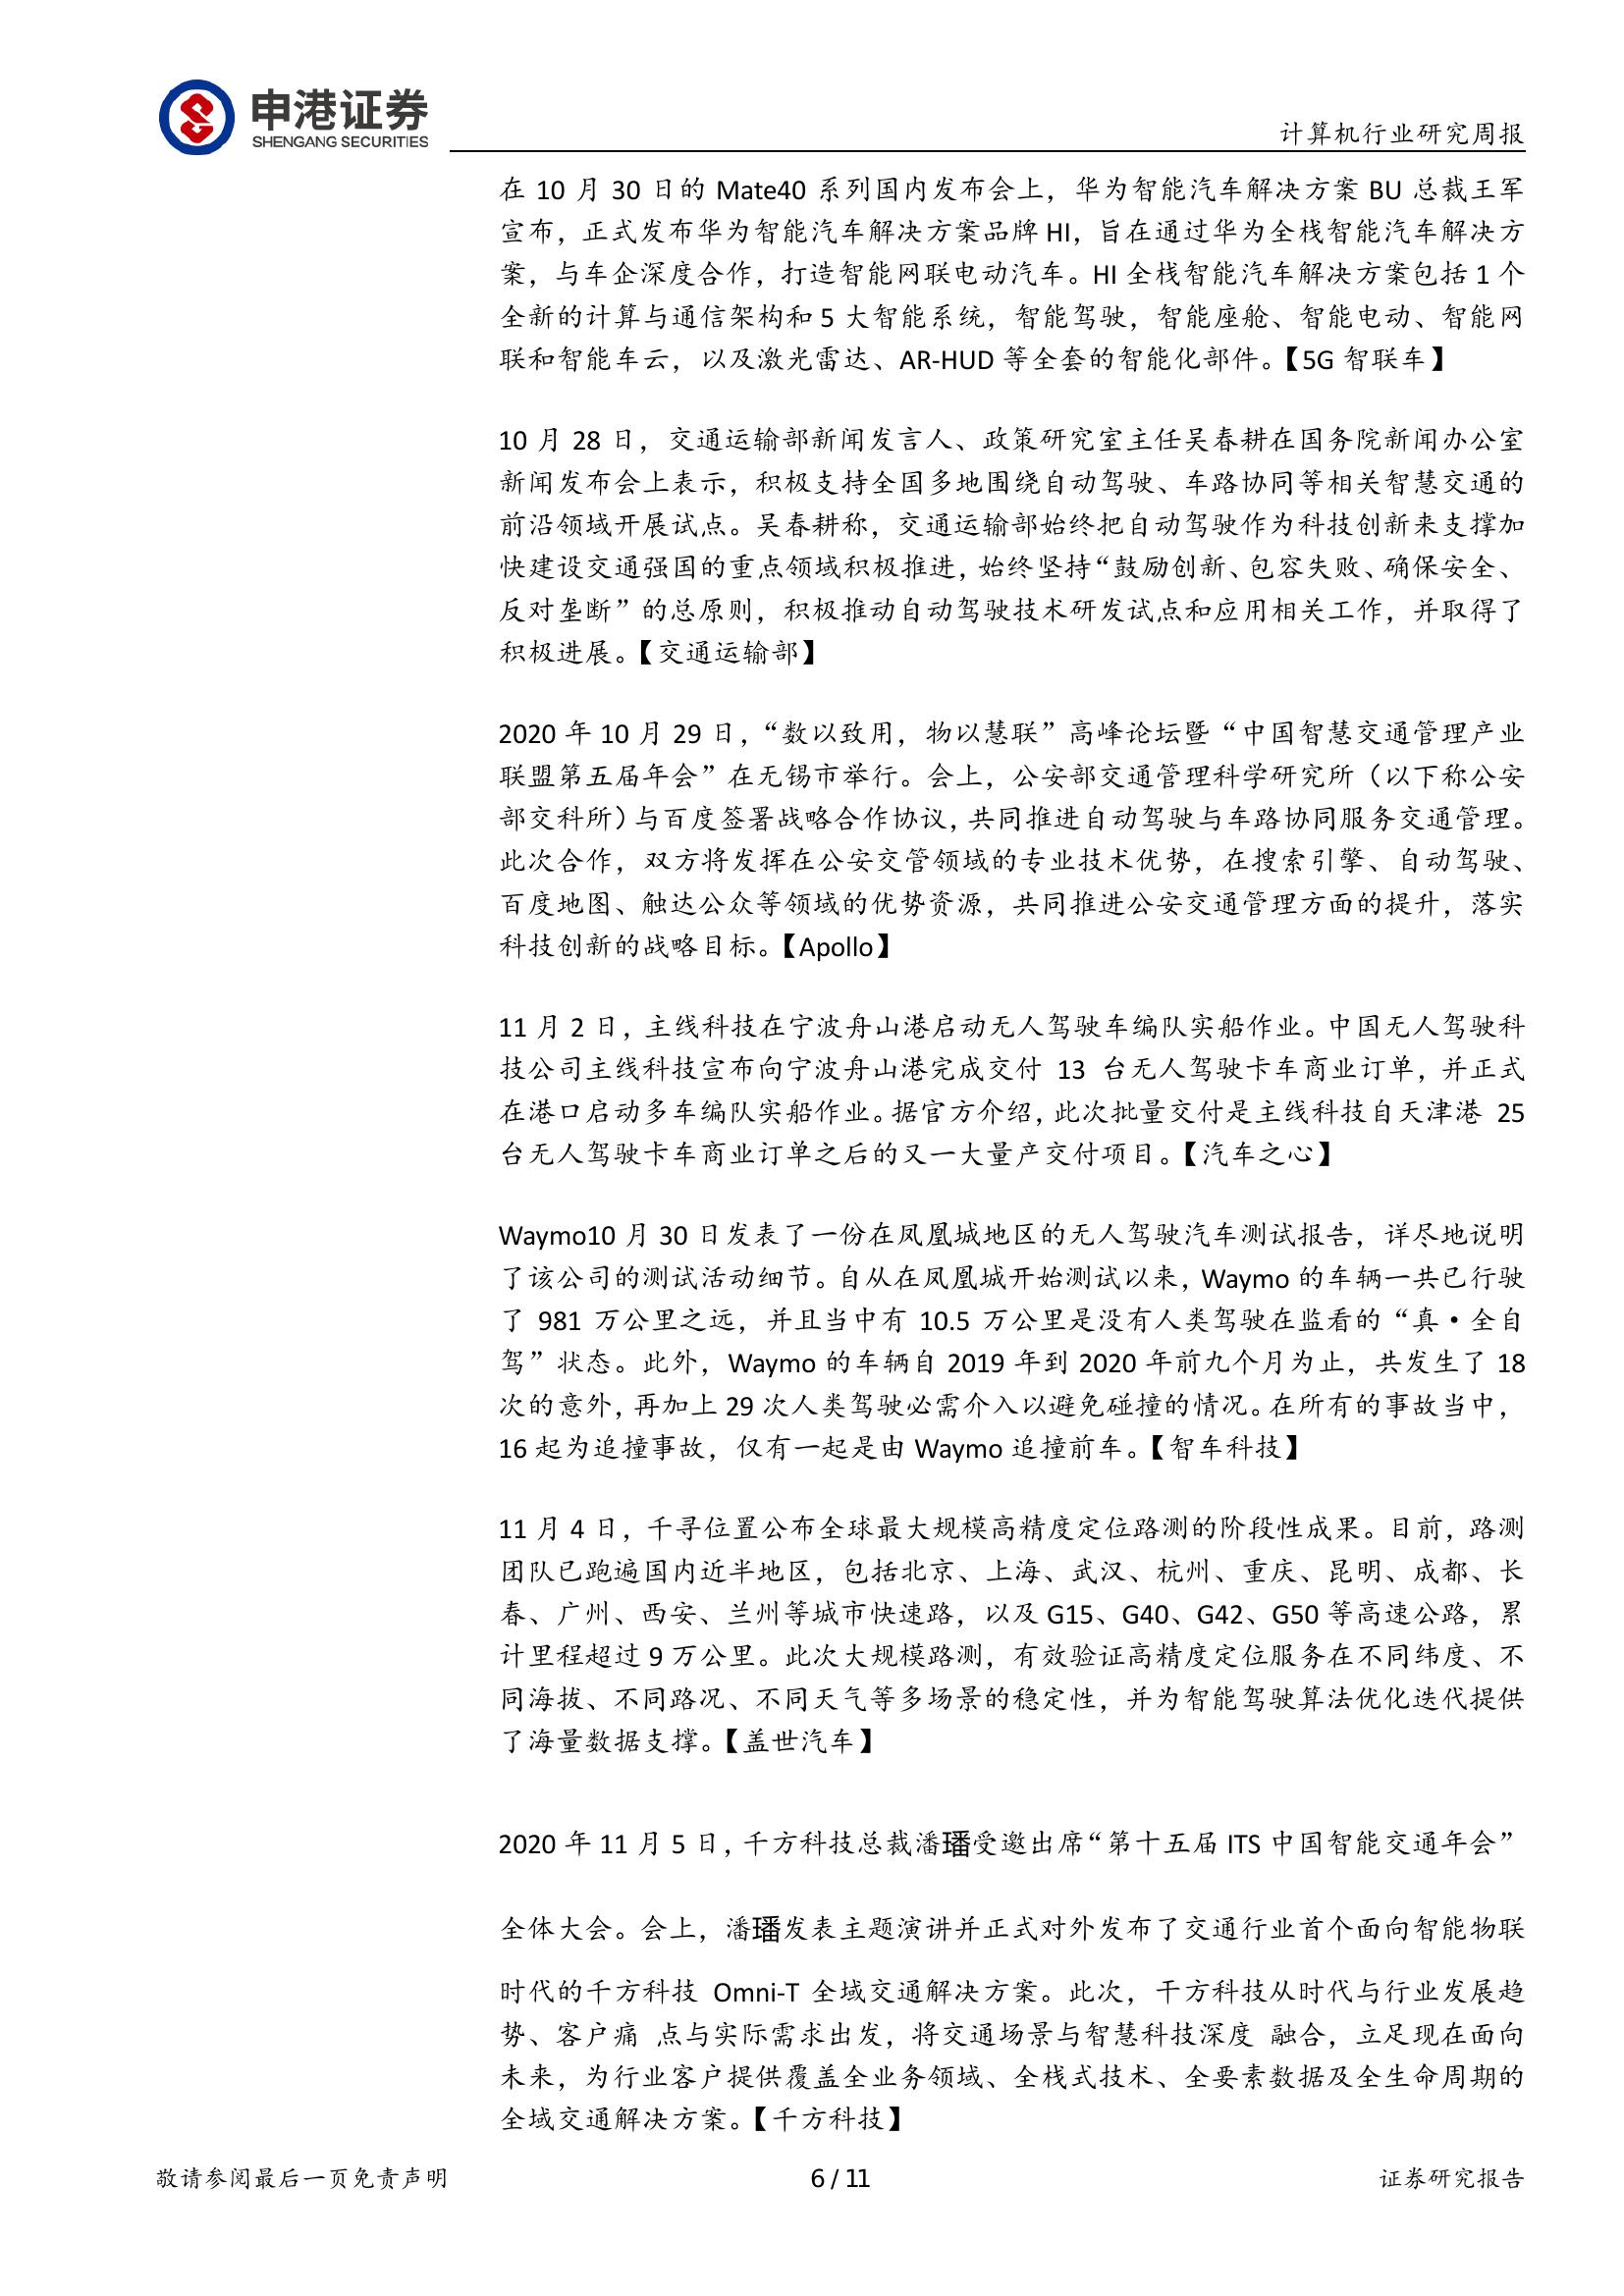 申港证券
SHENGANG SECURITIES
计算机行业研究周报
在 10 月 30 日的 Mate40 系列国内发布会上，华为智能汽车解决方案 BU 总裁王军
宣布，正式发布华为智能汽车解决方案品牌 HI，旨在通过华为全栈智能汽车解决方
案，与车企深度合作，打造智能网联电动汽车。HI 全栈智能汽车解决方案包括 1 个
全新的计算与通信架构和 5 大智能系统，智能驾驶，智能座舱、智能电动、智能网
联和智能车云，以及激光雷达、AR-HUD 等全套的智能化部件。【5G 智联车】
10 月 28 日，交通运输部新闻发言人、政策研究室主任吴春耕在国务院新闻办公室
新闻发布会上表示，积极支持全国多地围绕自动驾驶、车路协同等相关智慧交通的
前沿领域开展试点。吴春耕称，交通运输部始终把自动驾驶作为科技创新来支撑加
快建设交通强国的重点领域积极推进，始终坚持“鼓励创新、包容失败、确保安全、
反对垄断”的总原则，积极推动自动驾驶技术研发试点和应用相关工作，并取得了
积极进展。【交通运输部】
2020 年 10 月 29 日，“数以致用，物以慧联”高峰论坛暨“中国智慧交通管理产业
联盟第五届年会”在无锡市举行。会上，公安部交通管理科学研究所（以下称公安
部交科所）与百度签署战略合作协议，共同推进自动驾驶与车路协同服务交通管理。
此次合作，双方将发挥在公安交管领域的专业技术优势，在搜索引擎、自动驾驶、
百度地图、触达公众等领域的优势资源，共同推进公安交通管理方面的提升，落实
科技创新的战略目标。【Apollo】
11 月 2 日，主线科技在宁波舟山港启动无人驾驶车编队实船作业。中国无人驾驶科
技公司主线科技宣布向宁波舟山港完成交付 13 台无人驾驶卡车商业订单，并正式
在港口启动多车编队实船作业。据官方介绍，此次批量交付是主线科技自天津港 25
台无人驾驶卡车商业订单之后的又一大量产交付项目。【汽车之心】
Waymo10 月 30 日发表了一份在凤凰城地区的无人驾驶汽车测试报告，详尽地说明
了该公司的测试活动细节。自从在凤凰城开始测试以来，Waymo 的车辆一共已行驶
了 981 万公里之远，并且当中有 10.5 万公里是没有人类驾驶在监看的“真·全自
驾”状态。此外，Waymo 的车辆自 2019 年到 2020 年前九个月为止，共发生了 18
次的意外，再加上 29 次人类驾驶必需介入以避免碰撞的情况。在所有的事故当中，
16 起为追撞事故，仅有一起是由 Waymo 追撞前车。【智车科技】
11 月 4 日，千寻位置公布全球最大规模高精度定位路测的阶段性成果。目前，路测
团队已跑遍国内近半地区，包括北京、上海、武汉、杭州、重庆、昆明、成都、长
春、广州、西安、兰州等城市快速路，以及 G15、G40、G42、G50 等高速公路，累
计里程超过 9 万公里。此次大规模路测，有效验证高精度定位服务在不同纬度、不
同海拔、不同路况、不同天气等多场景的稳定性，并为智能驾驶算法优化迭代提供
了海量数据支撑。【盖世汽车】
2020 年 11 月 5 日，千方科技总裁潘璠受邀出席“第十五届 ITS 中国智能交通年会”
全体大会。会上，潘璠发表主题演讲并正式对外发布了交通行业首个面向智能物联
时代的千方科技 Omni-T 全域交通解决方案。此次，干方科技从时代与行业发展趋
势、客户痛 点与实际需求出发，将交通场景与智慧科技深度 融合，立足现在面向
未来，为行业客户提供覆盖全业务领域、全栈式技术、全要素数据及全生命周期的
全域交通解决方案。【千方科技】
敬请参阅最后一页免责声明
6 / 11
证券研究报告